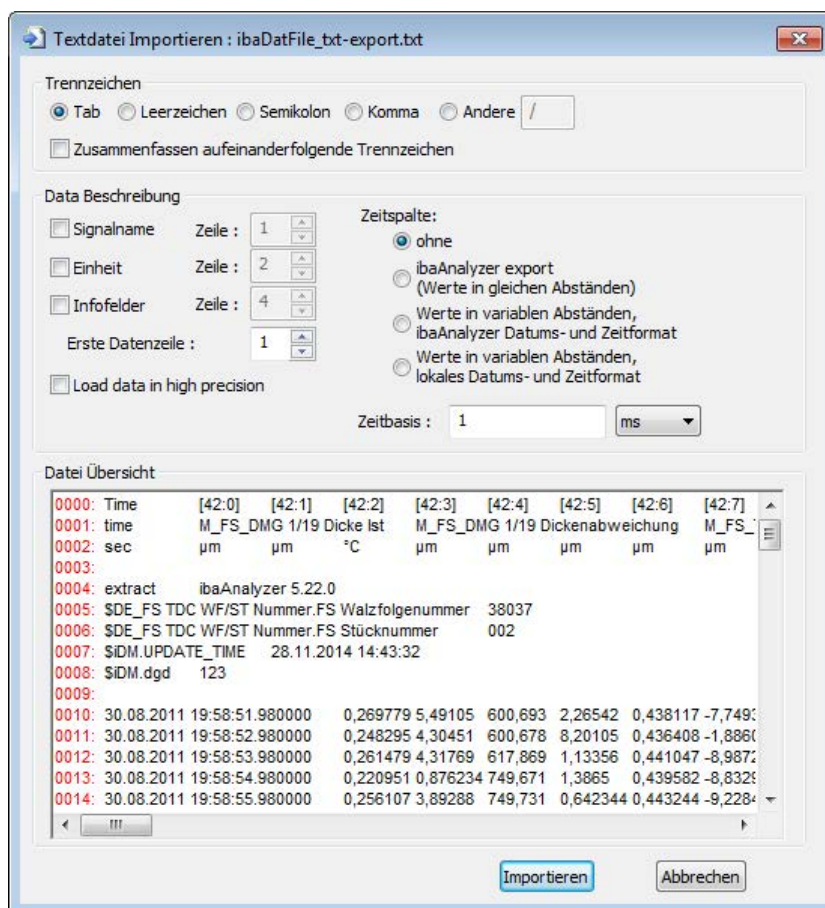 Textdatei Importieren : ibaDatFile_txt-export.txt
Trennzeichen
Tab Leerzeichen Semikolon Komma Andere /
Zusammenfassen aufeinanderfolgende Trennzeichen
Data Beschreibung
Signalname Zeile : 1
Einheit Zeile : 2
Infofelder Zeile : 4
Erste Datenzeile : 1
Load data in high precision
Zeitspalte:
ohne
ibaAnalyzer export
(Werte in gleichen Abständen)
Werte in variablen Abständen,
ibaAnalyzer Datums- und Zeitformat
Werte in variablen Abständen,
lokales Datums- und Zeitformat
Zeitbasis : 1 ms
Datei Übersicht
0000: Time [42:0] [42:1] [42:2] [42:3] [42:4] [42:5] [42:6] [42:7]
0001: time M_FS_DMG 1/19 Dicke Ist M_FS_DMG 1/19 Dickenabweichung M_FS_
0002: sec µm µm °C µm µm µm µm µm
0003:
0004: extract ibaAnalyzer 5.22.0
0005: $DE_FS TDC WF/ST Nummer.FS Walzfolgenummer 38037
0006: $DE_FS TDC WF/ST Nummer.FS Stücknummer 002
0007: $iDM.UPDATE_TIME 28.11.2014 14:43:32
0008: $iDM.dgd 123
0009:
0010: 30.08.2011 19:58:51.980000 0,269779 5,49105 600,693 2,26542 0,438117 -7,749
0011: 30.08.2011 19:58:52.980000 0,248295 4,30451 600,678 8,20105 0,436408 -1,886
0012: 30.08.2011 19:58:53.980000 0,261479 4,31769 617,869 1,13356 0,441047 -8,987
0013: 30.08.2011 19:58:54.980000 0,220951 0,876234 749,671 1,3865 0,439582 -8,832
0014: 30.08.2011 19:58:55.980000 0,256107 3,89288 749,731 0,642344 0,443244 -9,228
Importieren Abbrechen